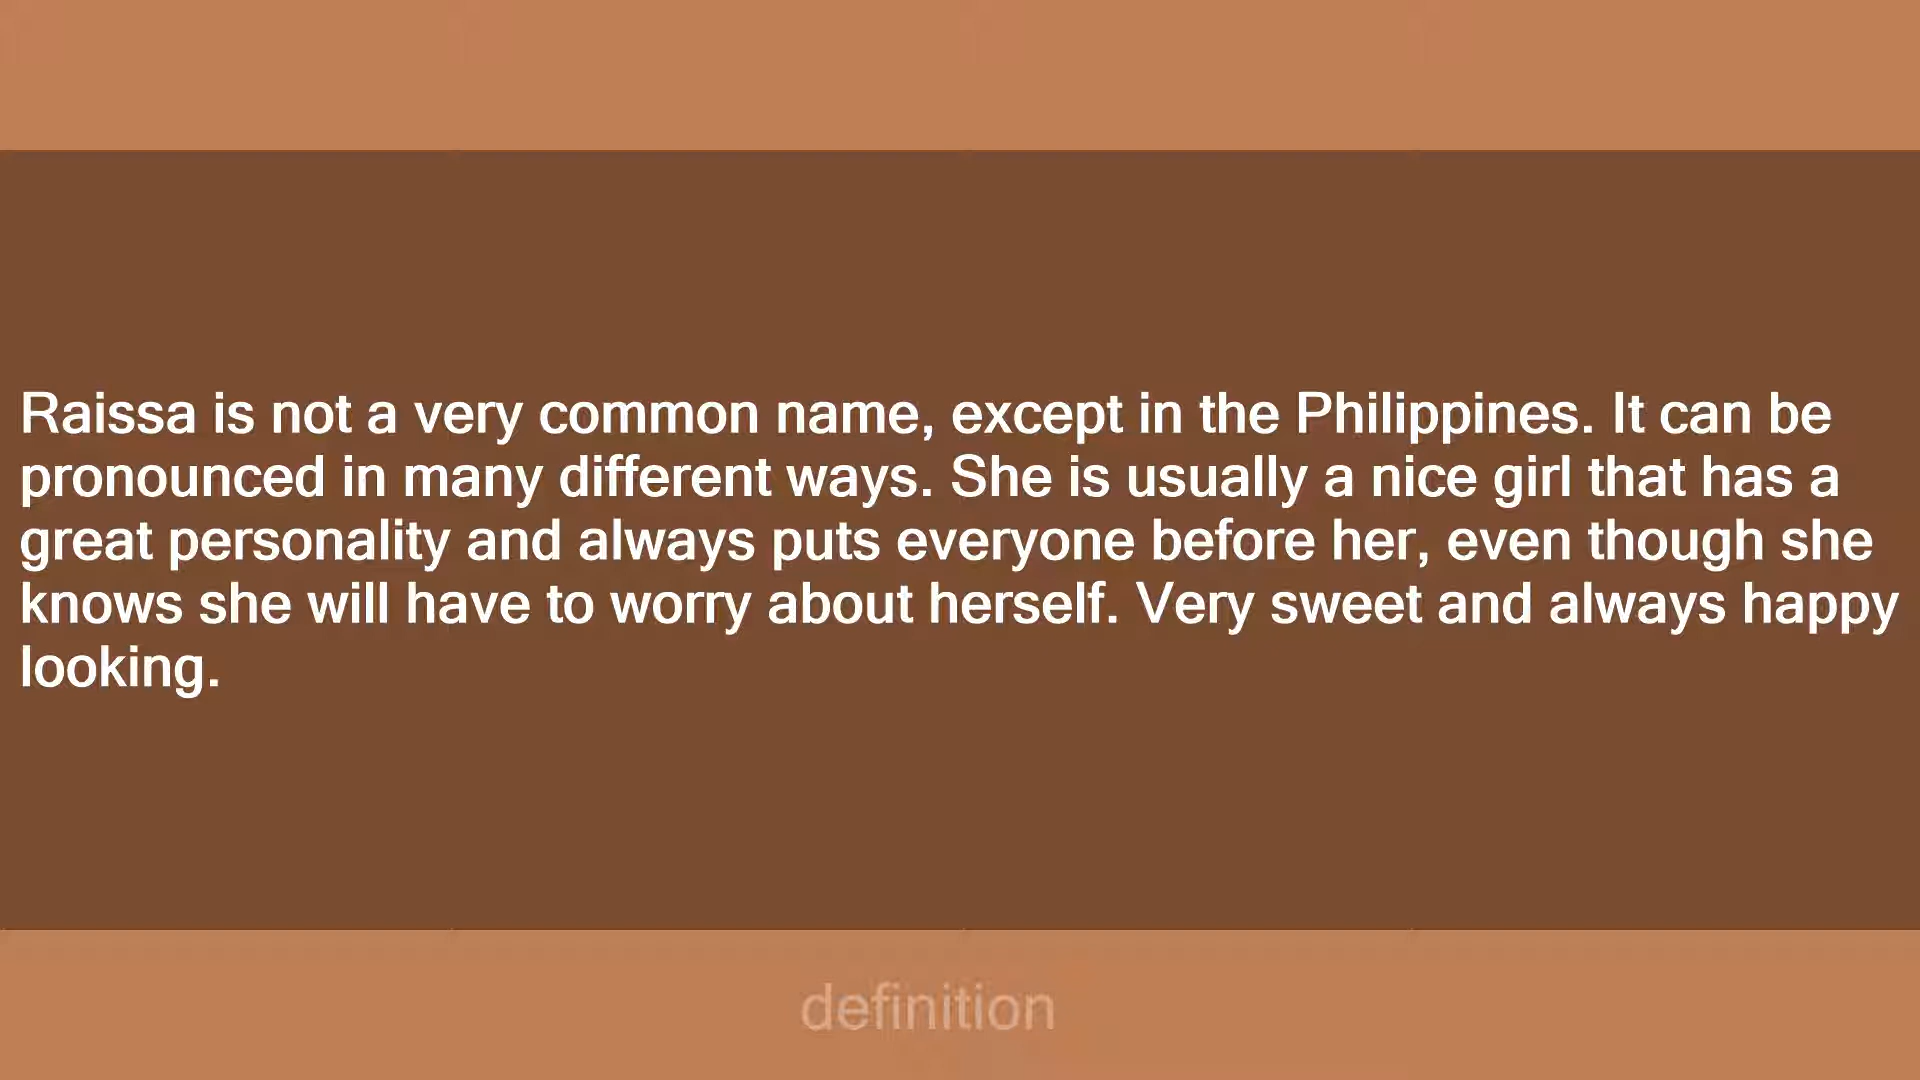 Raissa is not a very common name, except in the Philippines. It can be
pronounced in many different ways. She is usually a nice girl that has a
great personality and always puts everyone before her, even though she
knows she will have to worry about herself. Very sweet and always happy
looking.
definition